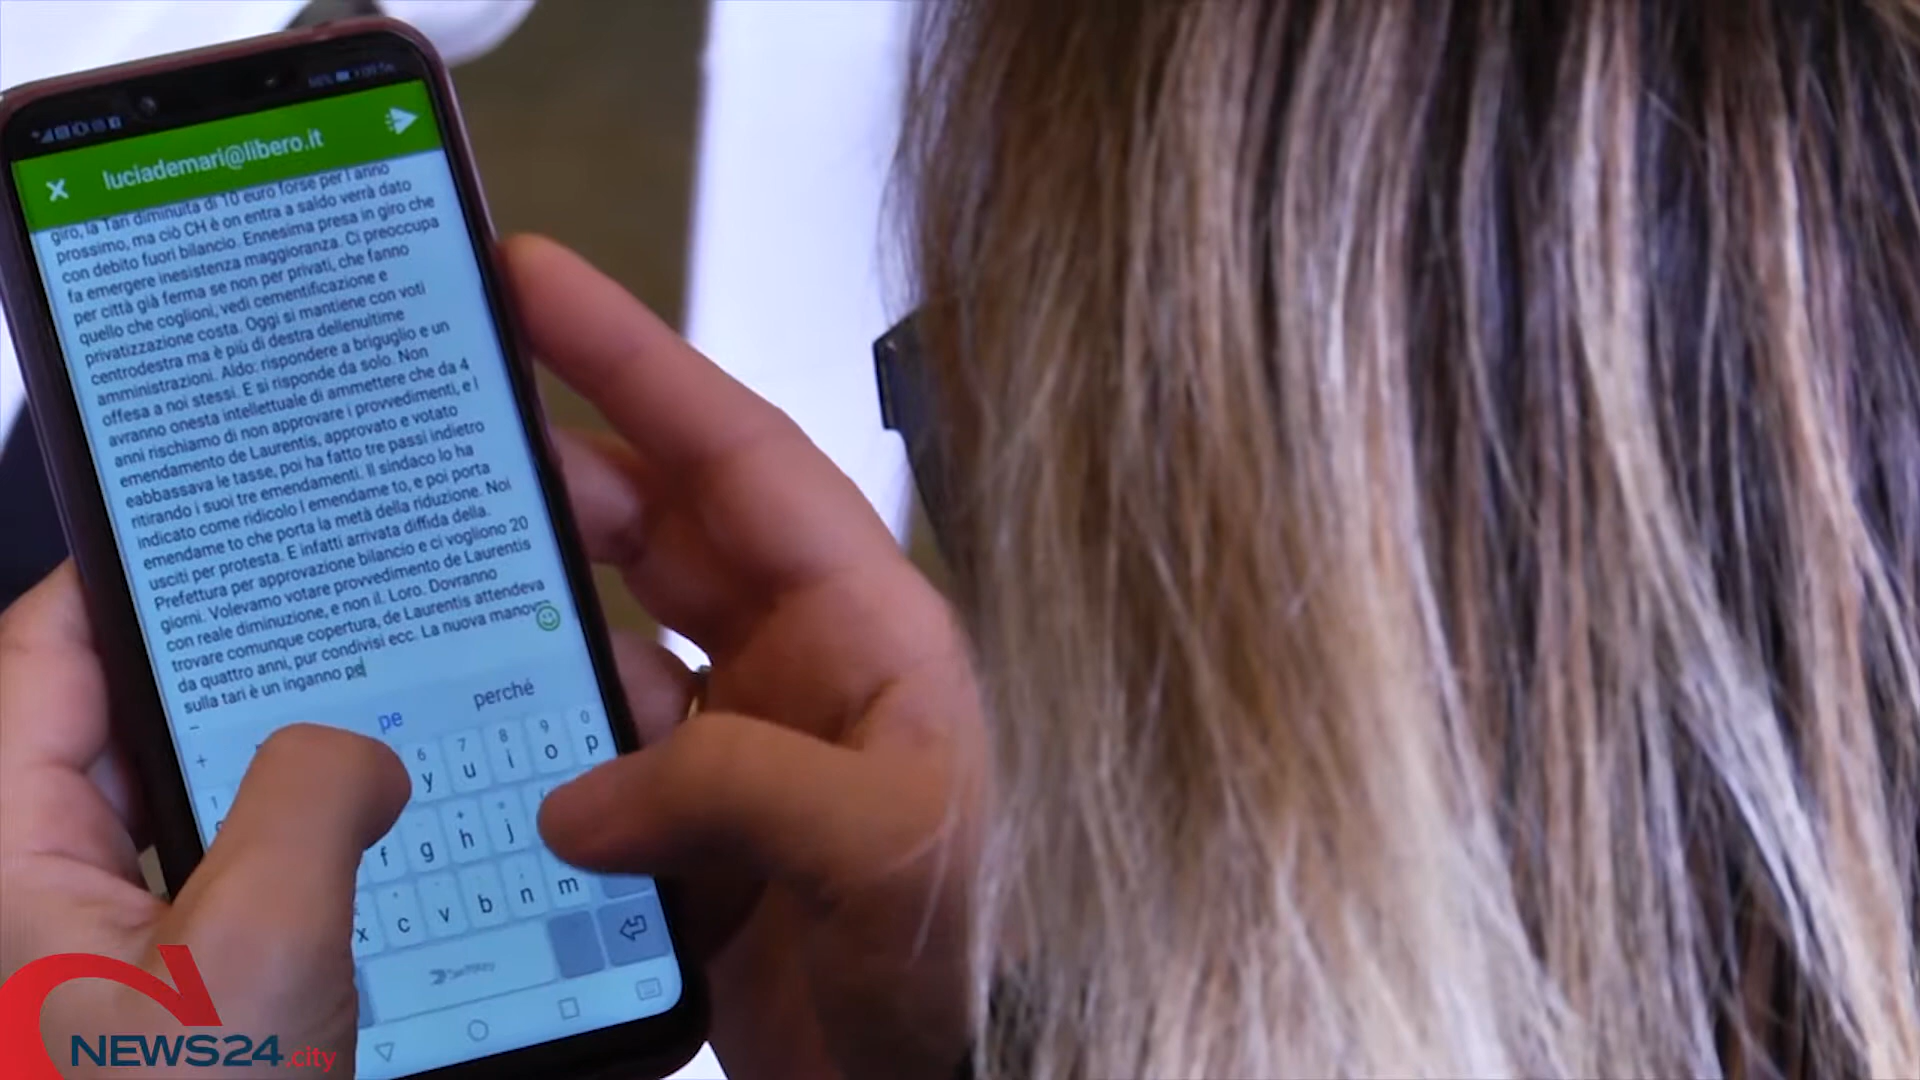 luciademari@libero.it
giro, la Tari diminuita di 10 euro forse per l anno
prossimo, ma ciò CH è on entra a saldo verrà dato
con debito fuori bilancio. Ennesima presa in giro che
fa emergere inesistenza maggioranza. Ci preoccupa
per città già ferma se non per privati, che fanno
quello che coglioni, vedi cementificazione e
privatizzazione costa. Oggi si mantiene con voti
centrodestra ma è più di destra dellenultime
amministrazioni. Aldo: rispondere a briguglio e un
offesa a noi stessi. E si risponde da solo. Non
avranno onesta intellettuale di ammettere che da 4
anni rischiamo di non approvare i provvedimenti, e l
emendamento de Laurentis, approvato e votato
eabbassava le tasse, poi ha fatto tre passi indietro
ritirando i suoi tre emendamenti. Il sindaco lo ha
indicato come ridicolo l emendame to, e poi porta
emendame to che porta la metà della riduzione. Noi
usciti per protesta. E infatti arrivata diffida della.
Prefettura per approvazione bilancio e ci vogliono 20
giorni. Volevamo votare provvedimento de Laurentis
con reale diminuzione, e non il. Loro. Dovranno
trovare comunque copertura, de Laurentis attendeva
da quattro anni, pur condivisi ecc. La nuova manov
sulla tari è un inganno pe
pe perché
6 7 8 9 0
y u i o p
1
f g h j
x c v b n m
NEWS24.city